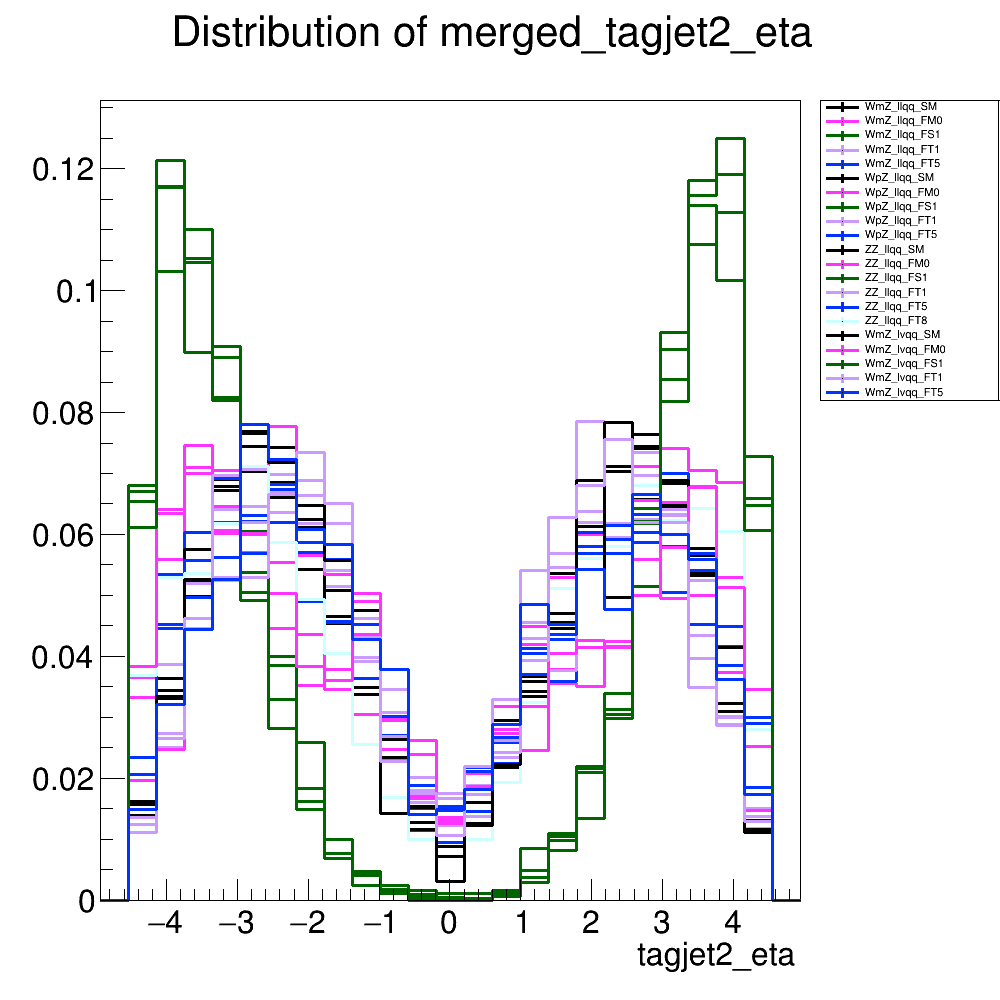 Distribution of merged_tagjet2_eta
WmZ_llqq_SM
WmZ_llqq_FM0
WmZ_llqq_FS1
WmZ_llqq_FT1
WmZ_llqq_FT5
WpZ_llqq_SM
WpZ_llqq_FM0
WpZ_llqq_FS1
WpZ_llqq_FT1
WpZ_llqq_FT5
ZZ_llqq_SM
ZZ_llqq_FM0
ZZ_llqq_FS1
ZZ_llqq_FT1
ZZ_llqq_FT5
ZZ_llqq_FT8
WmZ_lvqq_SM
WmZ_lvqq_FM0
WmZ_lvqq_FS1
WmZ_lvqq_FT1
WmZ_lvqq_FT5
0.12
0.1
0.08
0.06
0.04
0.02
0
−4 −3 −2 −1 0 1 2 3 4
tagjet2_eta